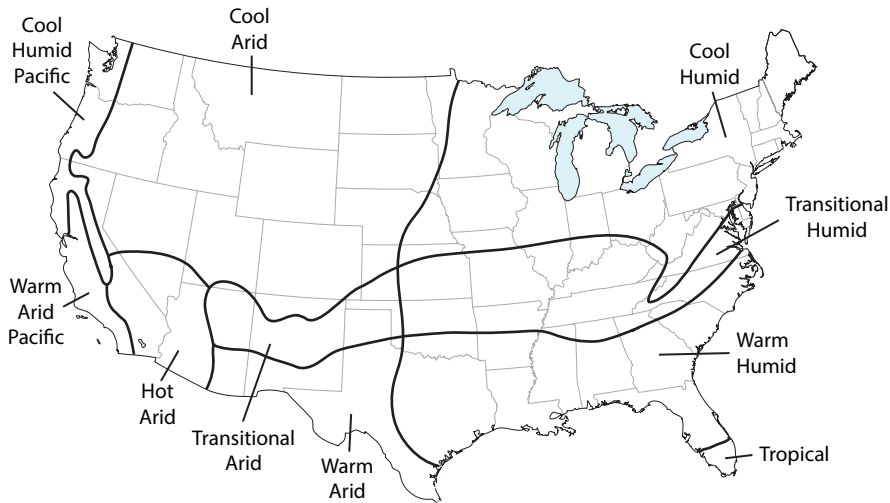 Cool
Humid
Pacific
Cool
Arid
Cool
Humid
Transitional
Humid
Warm
Arid
Pacific
Hot
Arid
Transitional
Arid
Warm
Arid
Warm
Humid
Tropical